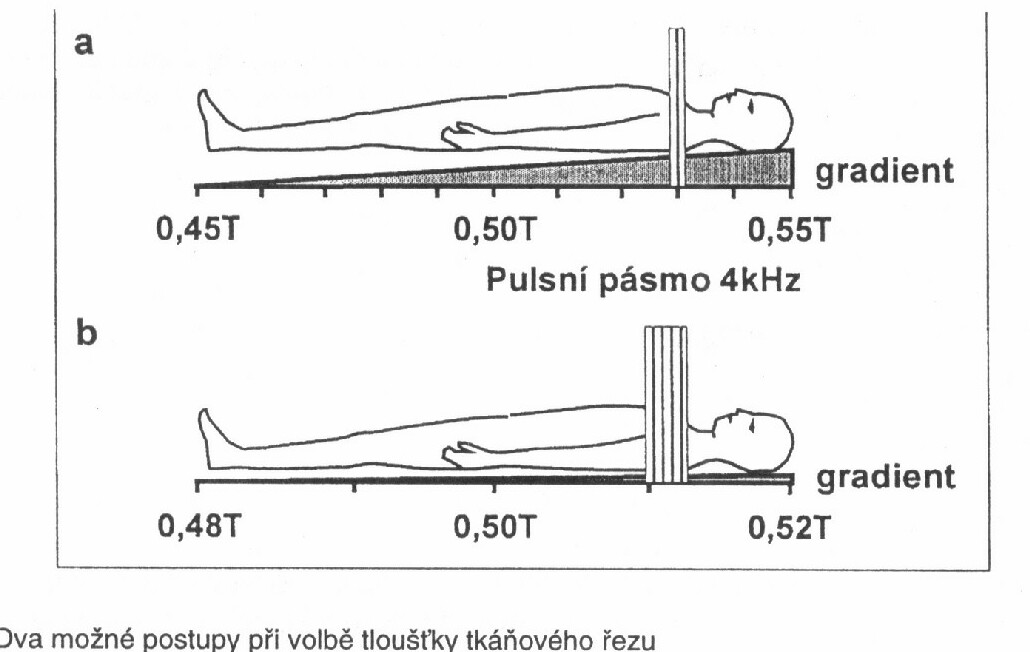 a
gradient
0,45T 0,50T 0,55T
Pulsní pásmo 4kHz
b
gradient
0,48T 0,50T 0,52T
Dva možné postupy při volbě tloušťky tkáňového řezu